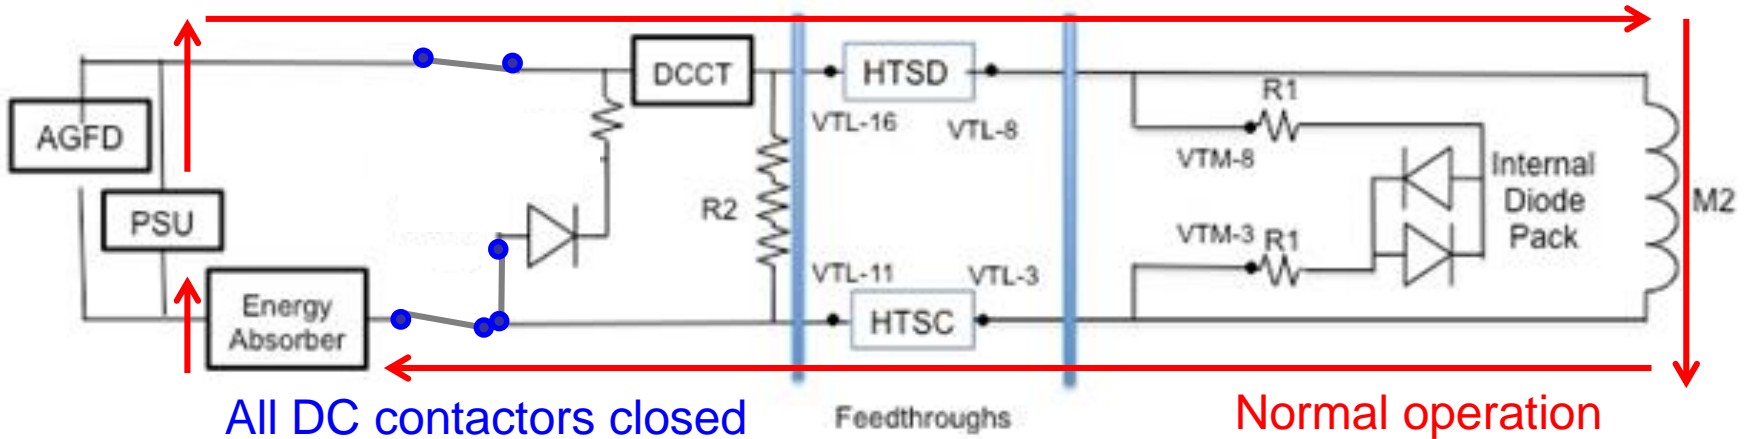 DCCT
HTSD
R1
AGFD
VTL-16
VTL-8
VTM-8
Internal
Diode
Pack
PSU
R2
M2
VTM-3
R1
VTL-11
VTL-3
Energy
Absorber
HTSC
All DC contactors closed
Feedthroughs
Normal operation